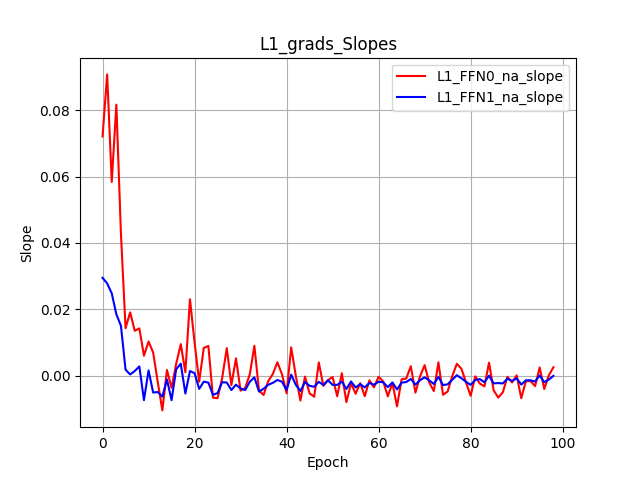 L1_grads_Slopes
L1_FFN0_na_slope
L1_FFN1_na_slope
Slope
0.08
0.06
0.04
0.02
0.00
0 20 40 60 80 100
Epoch